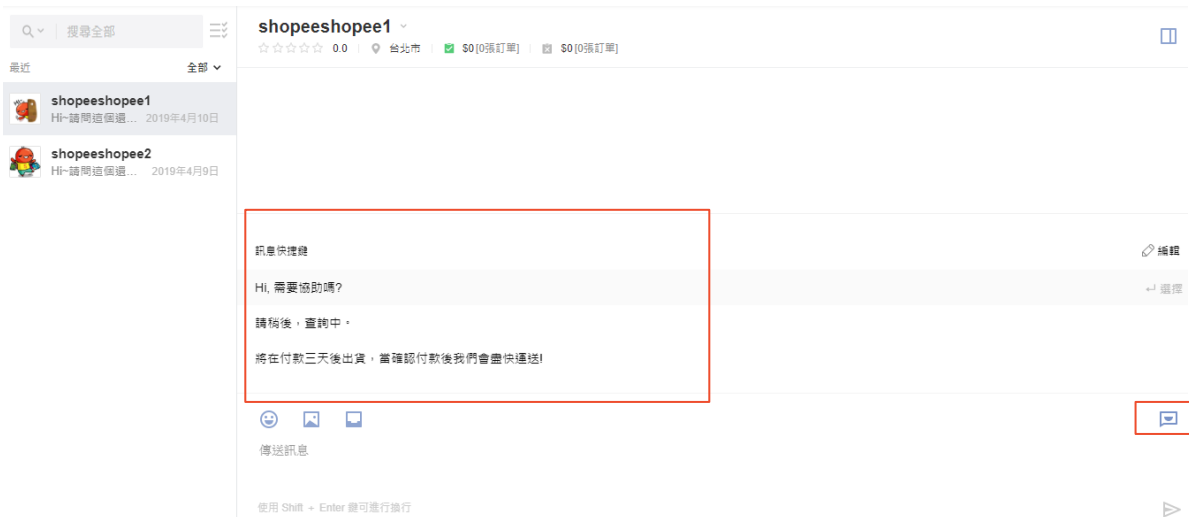 搜尋全部
最近
全部
shopeeshopee1
Hi~請問這個還... 2019年4月10日
shopeeshopee2
Hi~請問這個還... 2019年4月9日
shopeeshopee1
0.0 台北市 $0 [0張訂單] $0 [0張訂單]
訊息快捷鍵
編輯
Hi, 需要協助嗎?
選擇
請稍後，查詢中。
將在付款三天後出貨，當確認付款後我們會盡快運送!
傳送訊息
使用 Shift + Enter 鍵可進行換行